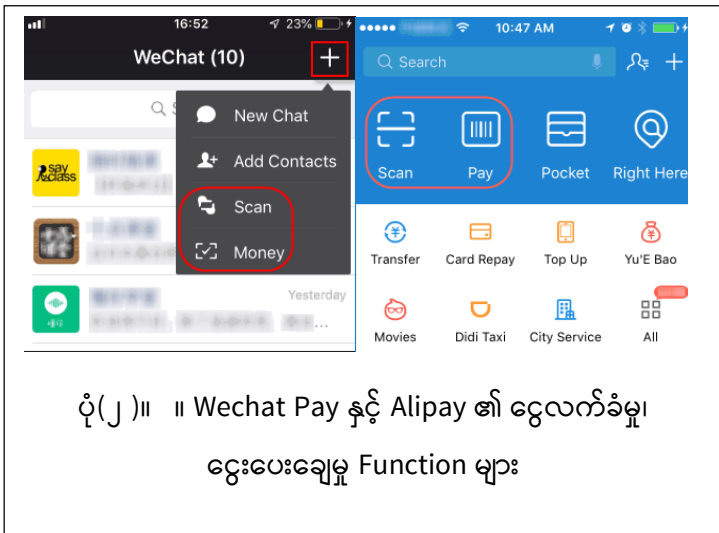 16:52 23%
WeChat (10)
New Chat
Add Contacts
Scan
Money
say
class
Yesterday
10:47 AM
Search
Scan Pay Pocket Right Here
Transfer Card Repay Top Up Yu'E Bao
Movies Didi Taxi City Service All
ပုံ(၂)။ ။ Wechat Pay နှင့် Alipay ၏ ငွေလက်ခံမှု၊
ငွေးပေးချေမှု Function များ